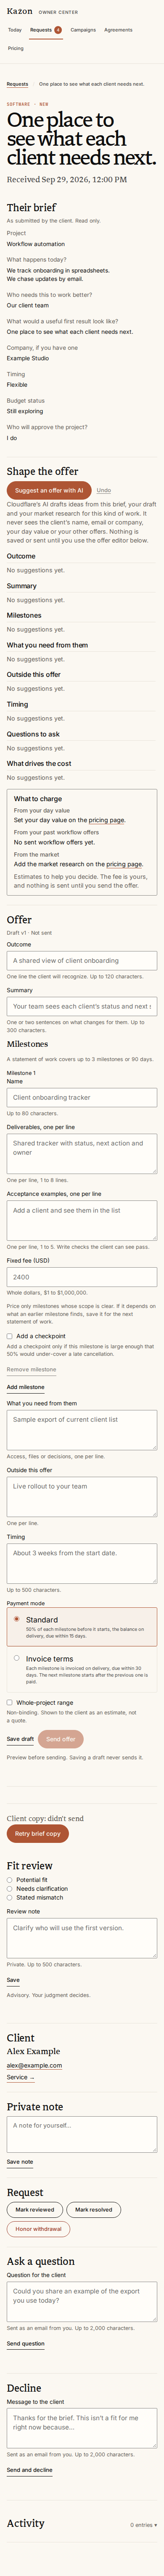 Kazon OWNER CENTER
Today Requests 4 Campaigns Agreements
Pricing
Requests One place to see what each client needs next.
SOFTWARE · NEW
One place to
see what each
client needs next.
Received Sep 29, 2026, 12:00 PM
Their brief
As submitted by the client. Read only.
Project
Workflow automation
What happens today?
We track onboarding in spreadsheets.
We chase updates by email.
Who needs this to work better?
Our client team
What would a useful first result look like?
One place to see what each client needs next.
Company, if you have one
Example Studio
Timing
Flexible
Budget status
Still exploring
Who will approve the project?
I do
Shape the offer
Suggest an offer with AI Undo
Cloudflare's AI drafts ideas from this brief, your draft
and your market research for this kind of work. It
never sees the client's name, email or company,
your day value or your other offers. Nothing is
saved or sent until you use the offer editor below.
Outcome
No suggestions yet.
Summary
No suggestions yet.
Milestones
No suggestions yet.
What you need from them
No suggestions yet.
Outside this offer
No suggestions yet.
Timing
No suggestions yet.
Questions to ask
No suggestions yet.
What drives the cost
No suggestions yet.
What to charge
From your day value
Set your day value on the pricing page.
From your past workflow offers
No sent workflow offers yet.
From the market
Add the market research on the pricing page.
Estimates to help you decide. The fee is yours,
and nothing is sent until you send the offer.
Offer
Draft v1 · Not sent
Outcome
A shared view of client onboarding
One line the client will recognize. Up to 120 characters.
Summary
Your team sees each client's status and next s
One or two sentences on what changes for them. Up to
300 characters.
Milestones
A statement of work covers up to 3 milestones or 90 days.
Milestone 1
Name
Client onboarding tracker
Up to 80 characters.
Deliverables, one per line
Shared tracker with status, next action and
owner
One per line, 1 to 8 lines.
Acceptance examples, one per line
Add a client and see them in the list
One per line, 1 to 5. Write checks the client can see pass.
Fixed fee (USD)
2400
Whole dollars, $1 to $1,000,000.
Price only milestones whose scope is clear. If it depends on
what an earlier milestone finds, save it for the next
statement of work.
Add a checkpoint
Add a checkpoint only if this milestone is large enough that
50% would under-cover a late cancellation.
Remove milestone
Add milestone
What you need from them
Sample export of current client list
Access, files or decisions, one per line.
Outside this offer
Live rollout to your team
One per line.
Timing
About 3 weeks from the start date.
Up to 500 characters.
Payment mode
Standard
50% of each milestone before it starts, the balance on
delivery, due within 15 days.
Invoice terms
Each milestone is invoiced on delivery, due within 30
days. The next milestone starts after the previous one is
paid.
Whole-project range
Non-binding. Shown to the client as an estimate, not
a quote.
Save draft Send offer
Preview before sending. Saving a draft never sends it.
Client copy: didn't send
Retry brief copy
Fit review
Potential fit
Needs clarification
Stated mismatch
Review note
Clarify who will use the first version.
Private. Up to 500 characters.
Save
Advisory. Your judgment decides.
Client
Alex Example
alex@example.com
Service →
Private note
A note for yourself...
Save note
Request
Mark reviewed Mark resolved
Honor withdrawal
Ask a question
Question for the client
Could you share an example of the export
you use today?
Sent as an email from you. Up to 2,000 characters.
Send question
Decline
Message to the client
Thanks for the brief. This isn't a fit for me
right now because...
Sent as an email from you. Up to 2,000 characters.
Send and decline
Activity 0 entries